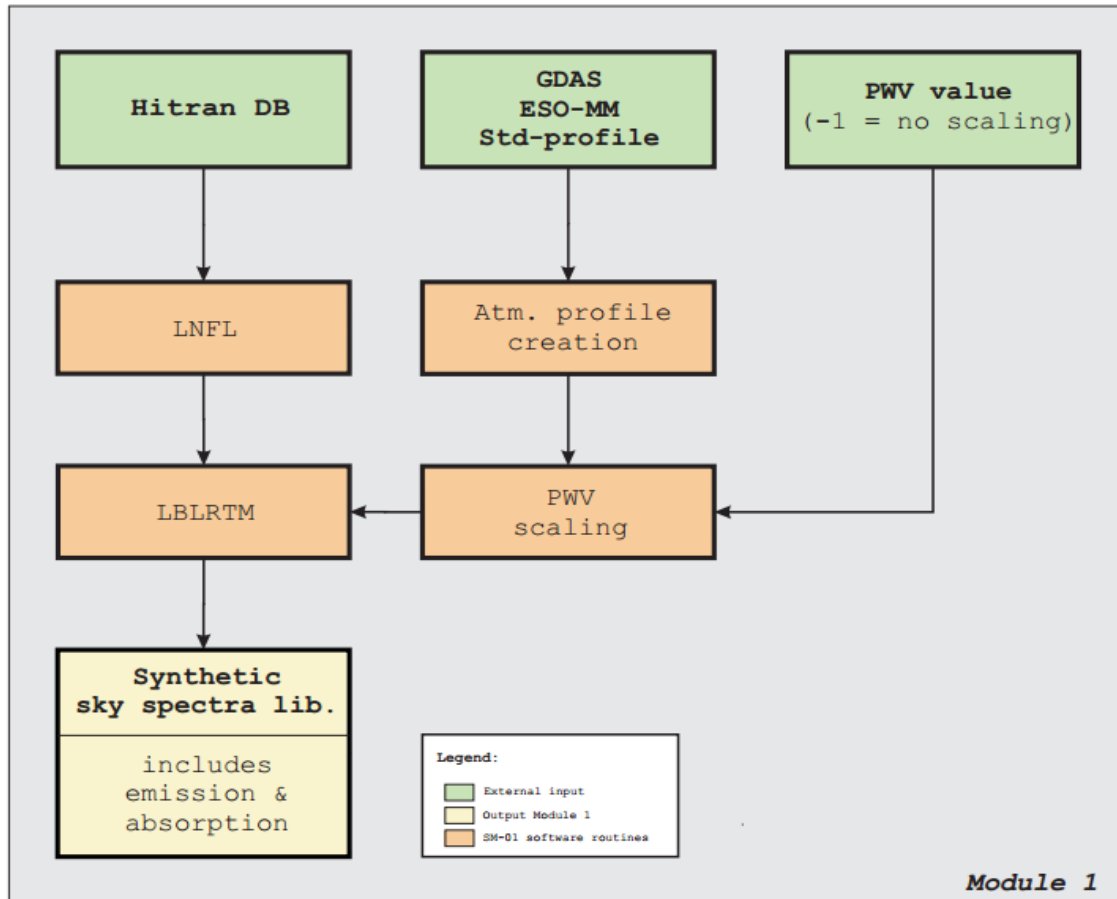 Hitran DB
GDAS
ESO-MM
Std-profile
PWV value
(-1 = no scaling)
LNFL
Atm. profile
creation
LBLRTM
PWV
scaling
Synthetic
sky spectra lib.
includes
emission &
absorption
Legend:
External input
Output Module 1
SM-01 software routines
Module 1